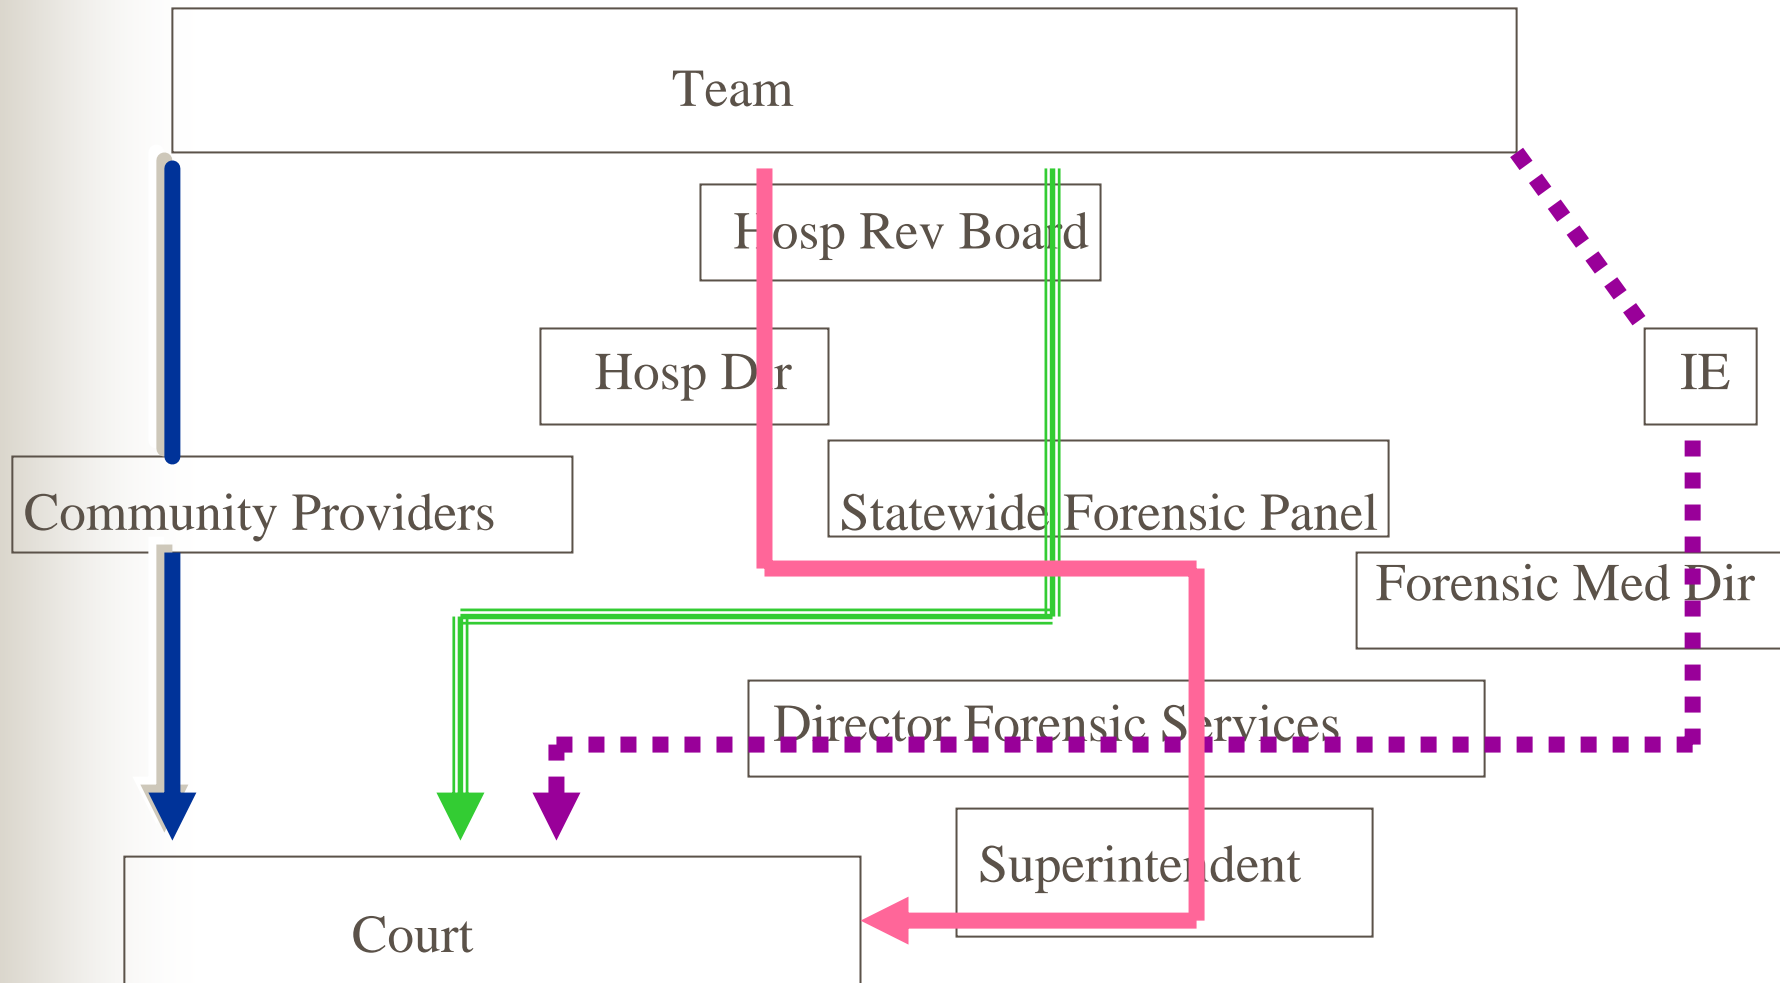 Team
Hosp Rev Board
Hosp Dir
IE
Community Providers
Statewide Forensic Panel
Forensic Med Dir
Director Forensic Services
Superintendent
Court